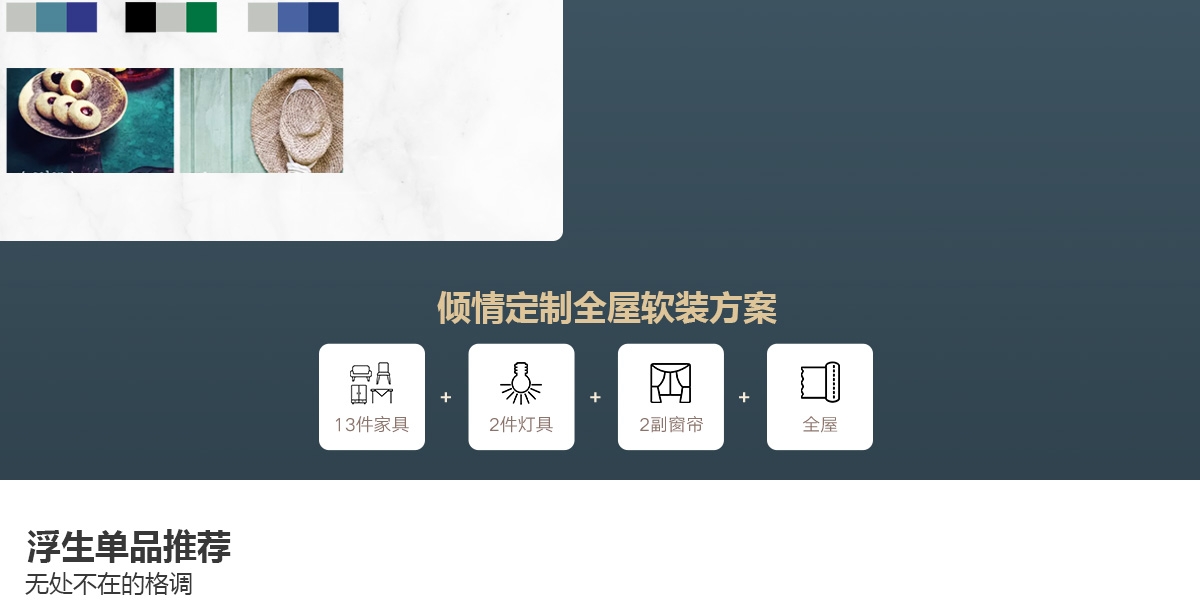 倾情定制全屋软装方案
13件家具 + 2件灯具 + 2副窗帘 + 全屋
浮生单品推荐
无处不在的格调